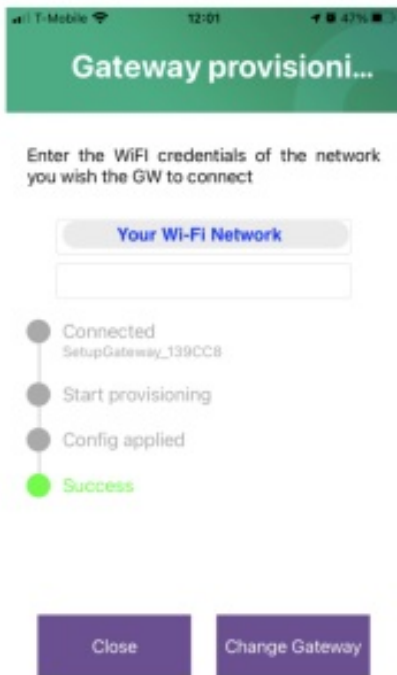 T-Mobile 12:01 47%
Gateway provisioni...
Enter the WiFI credentials of the network
you wish the GW to connect
Your Wi-Fi Network
Connected
SetupGateway_139CC8
Start provisioning
Config applied
Success
Close Change Gateway